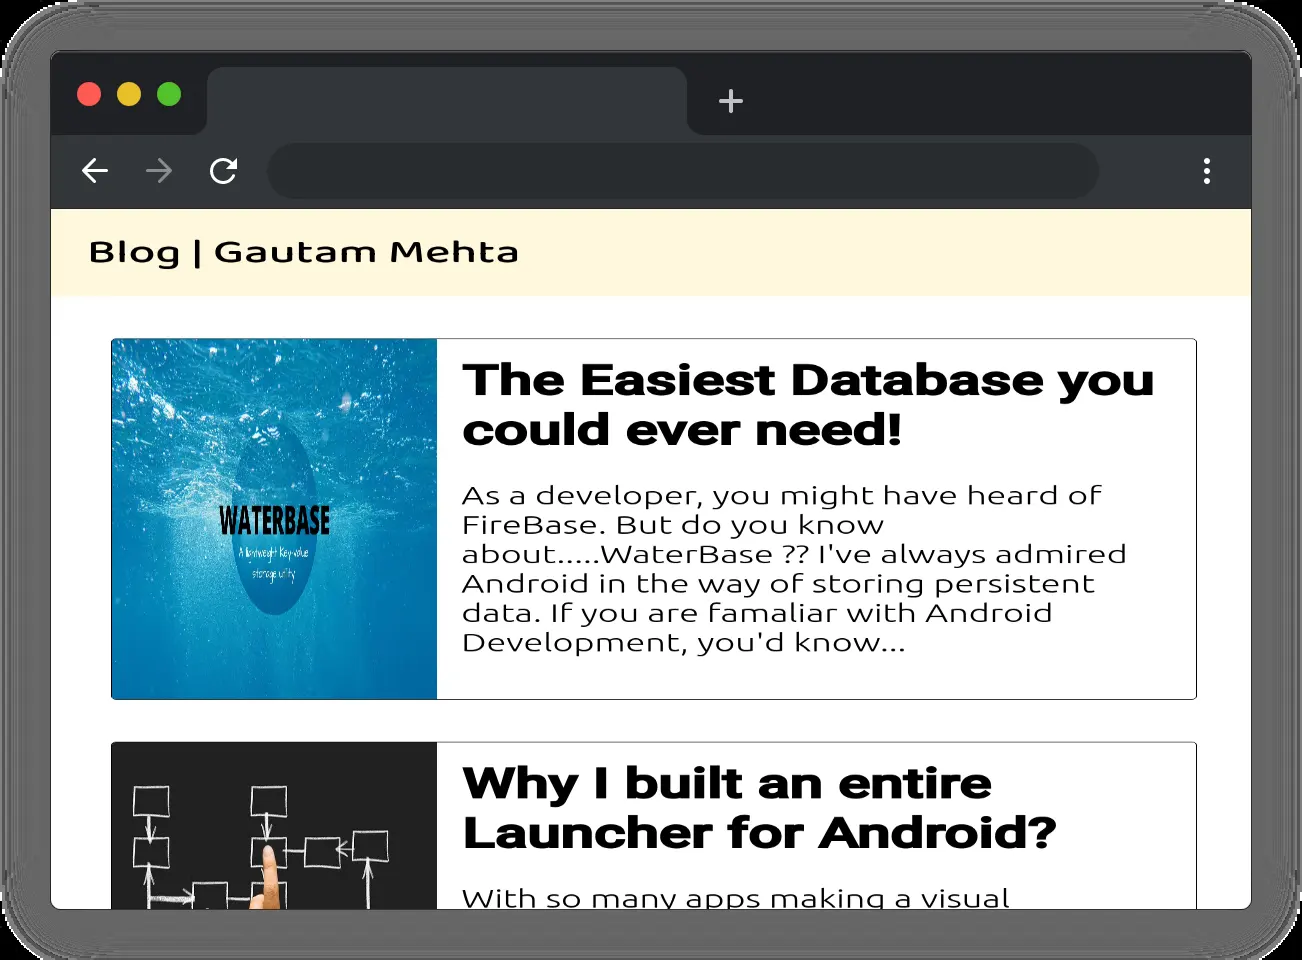 Blog | Gautam Mehta
WATERBASE
A lightweight Key-value
storage utility
The Easiest Database you
could ever need!
As a developer, you might have heard of
FireBase. But do you know
about.....WaterBase ?? I've always admired
Android in the way of storing persistent
data. If you are famaliar with Android
Development, you'd know...
Why I built an entire
Launcher for Android?
With so many apps making a visual